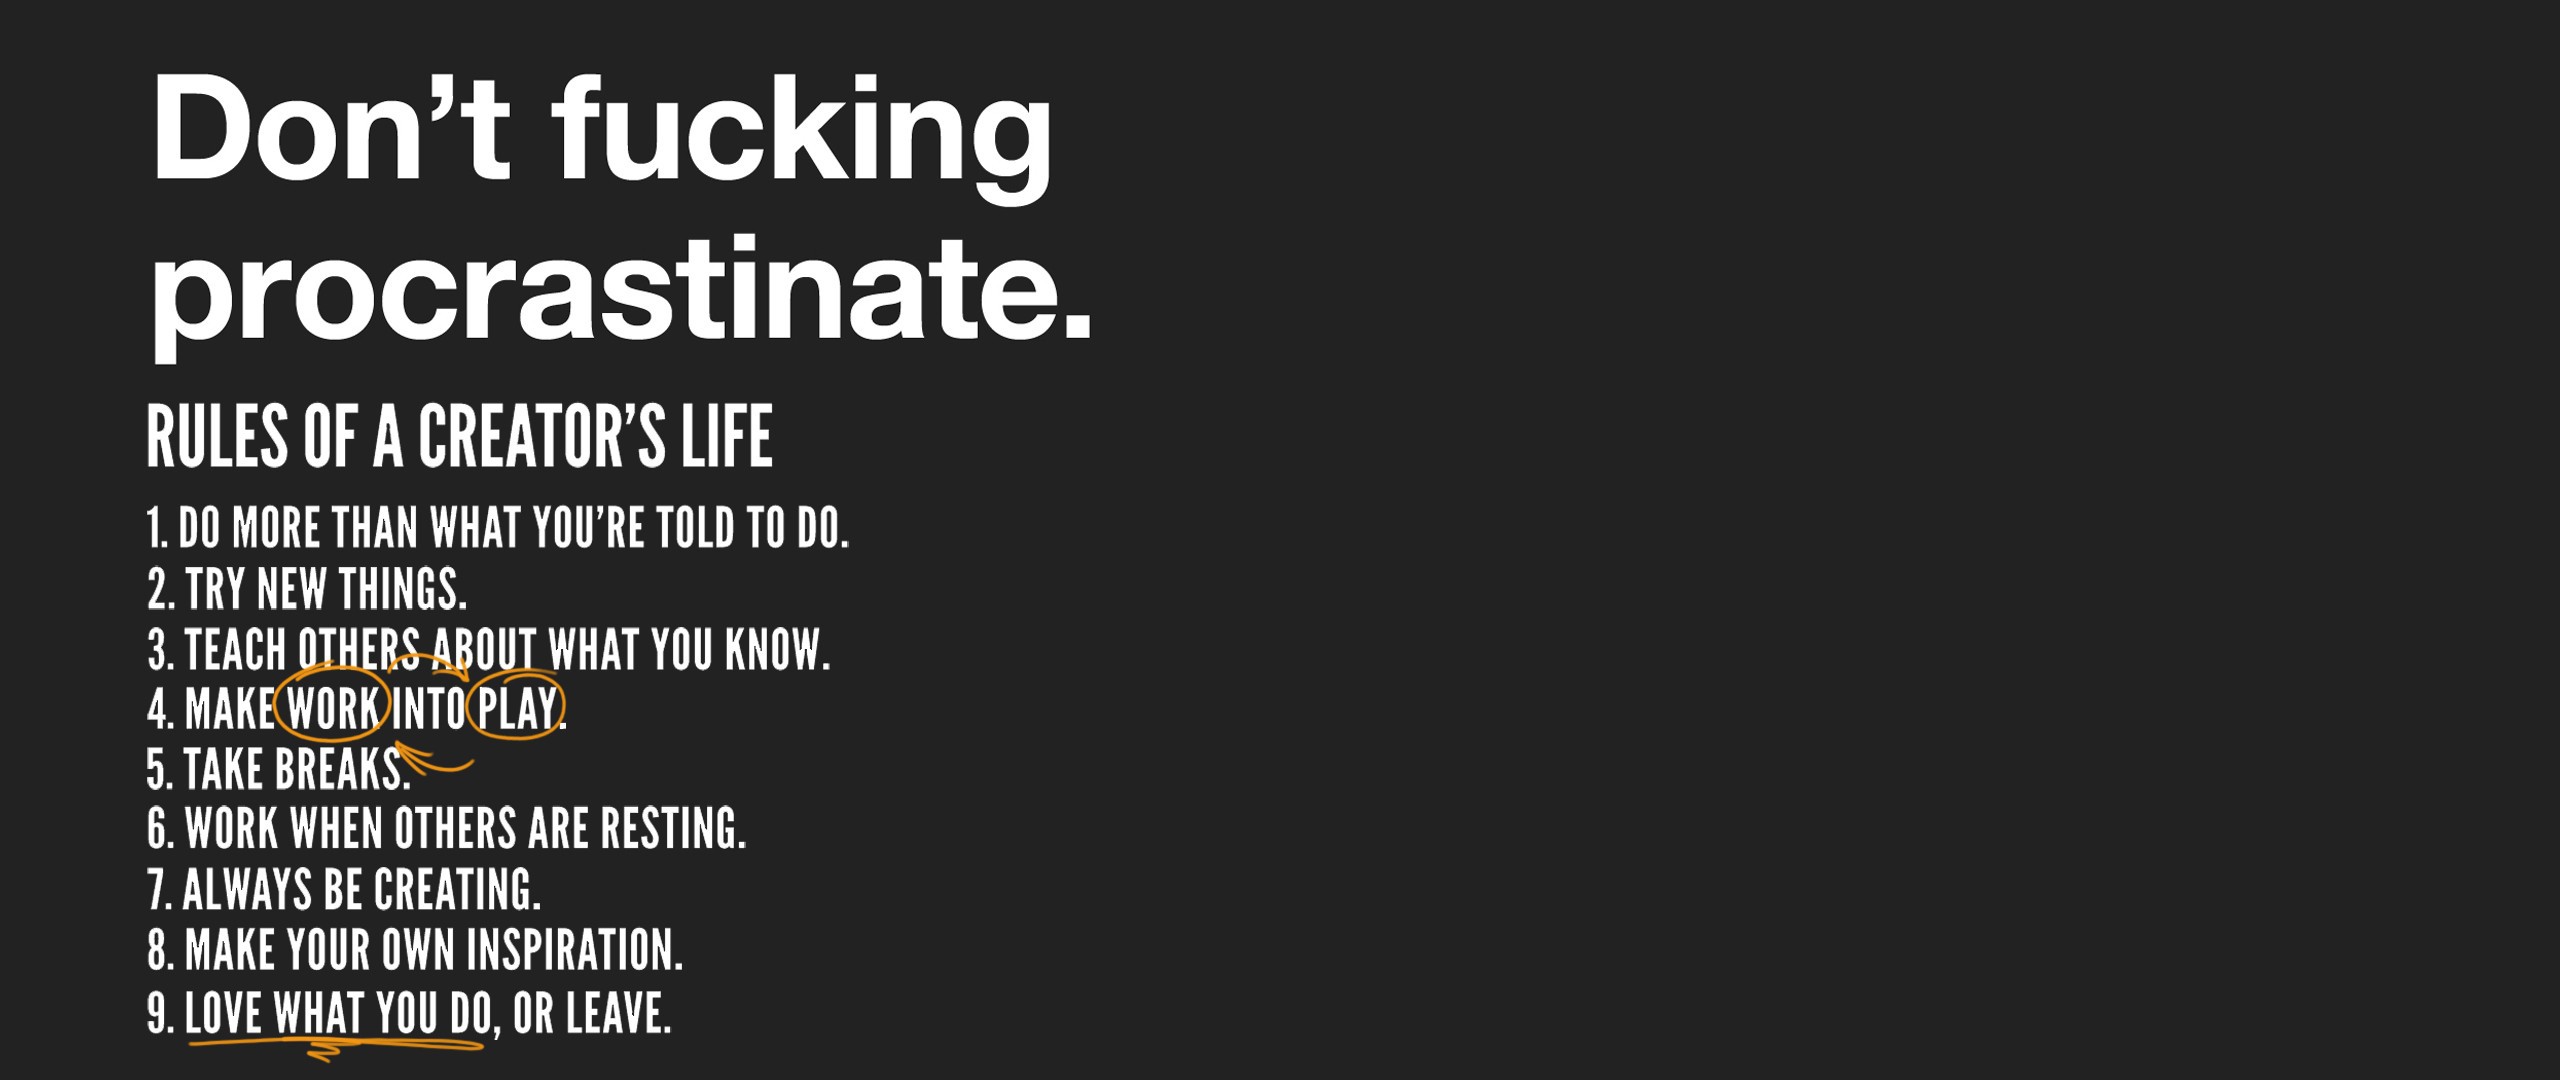 Don’t fucking
procrastinate.
RULES OF A CREATOR’S LIFE
1. DO MORE THAN WHAT YOU’RE TOLD TO DO.
2. TRY NEW THINGS.
3. TEACH OTHERS ABOUT WHAT YOU KNOW.
4. MAKE WORK INTO PLAY.
5. TAKE BREAKS.
6. WORK WHEN OTHERS ARE RESTING.
7. ALWAYS BE CREATING.
8. MAKE YOUR OWN INSPIRATION.
9. LOVE WHAT YOU DO, OR LEAVE.